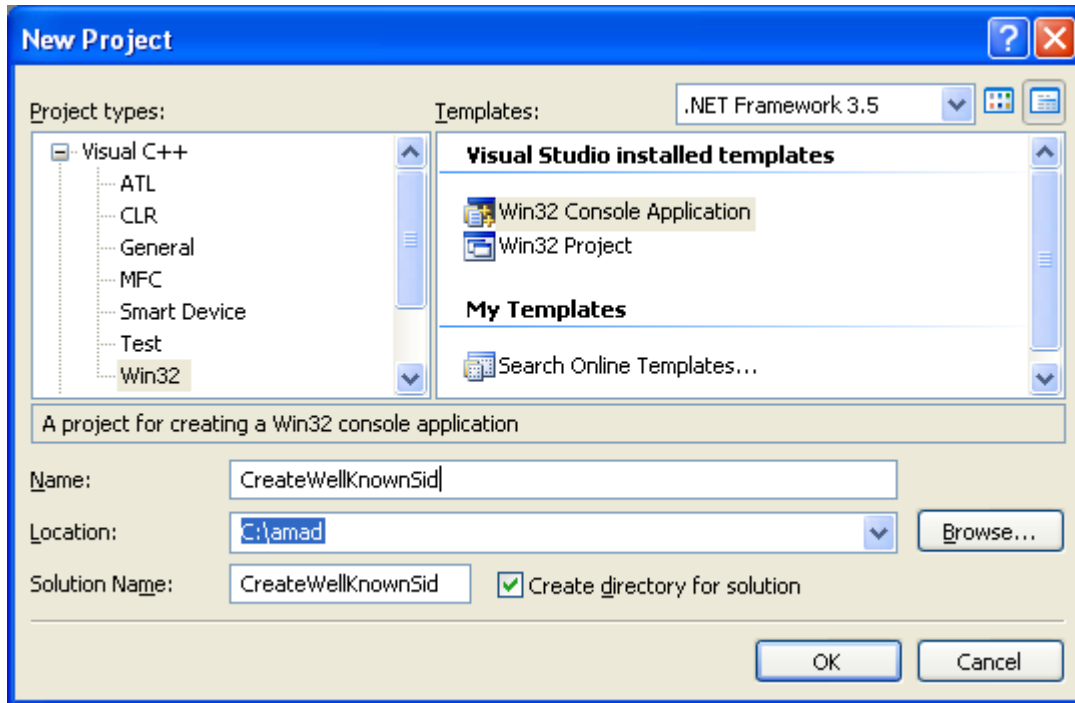 New Project
Project types:
Templates:
.NET Framework 3.5
Visual C++
ATL
CLR
General
MFC
Smart Device
Test
Win32
Visual Studio installed templates
Win32 Console Application
Win32 Project
My Templates
Search Online Templates...
A project for creating a Win32 console application
Name:
CreateWellKnownSid
Location:
C:\amad
Browse...
Solution Name:
CreateWellKnownSid
Create directory for solution
OK
Cancel